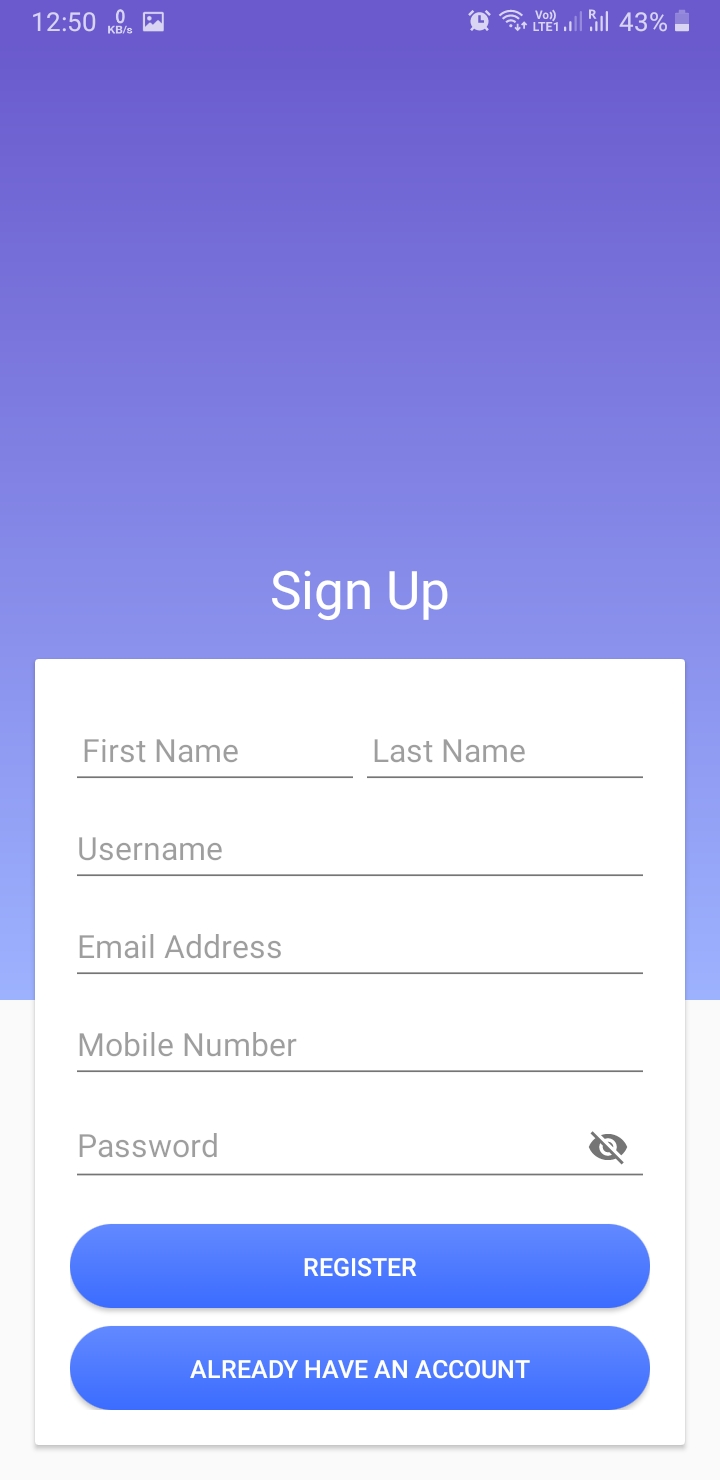 12:50 0 KB/s Vo) LTE1 R 43%
Sign Up
First Name Last Name
Username
Email Address
Mobile Number
Password
REGISTER
ALREADY HAVE AN ACCOUNT